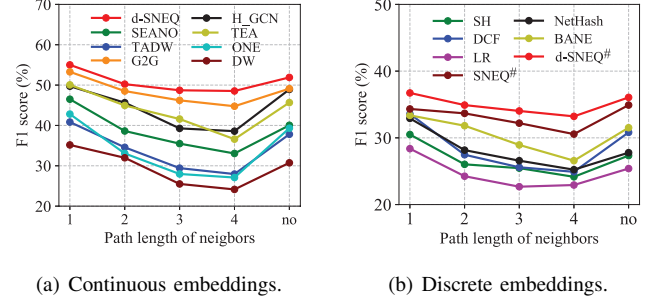 70
60
50
40
30
20
F1 score (%)
d-SNEQ H_GCN
SEANO TEA
TADW ONE
G2G DW
1 2 3 4 no
Path length of neighbors
(a) Continuous embeddings.
50
40
30
20
F1 score (%)
SH NetHash
DCF BANE
LR d-SNEQ#
SNEQ#
1 2 3 4 no
Path length of neighbors
(b) Discrete embeddings.